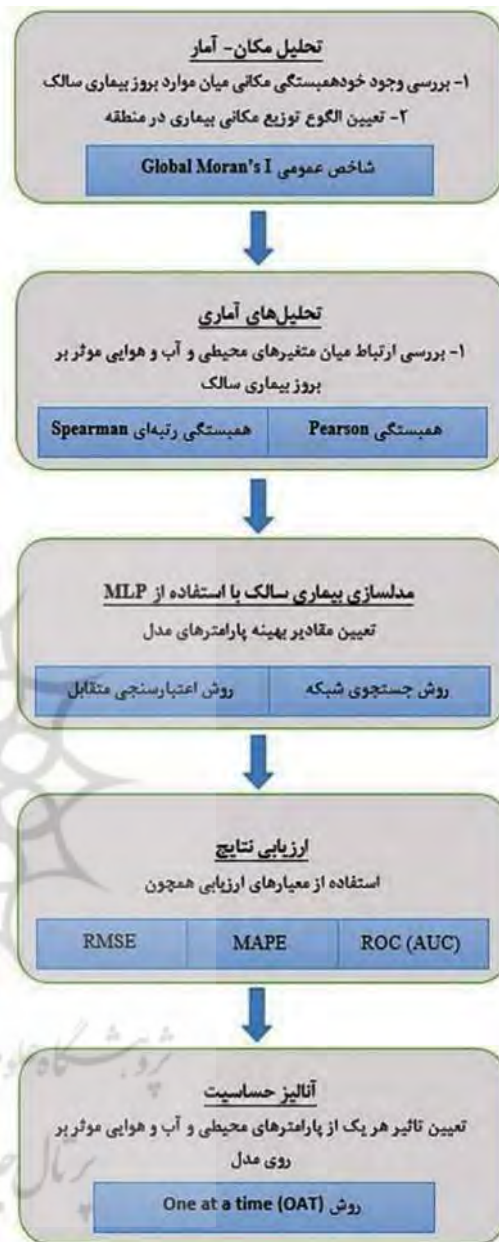 تحلیل مکان- آمار
۱- بررسی وجود خودهمبستگی مکانی میان موارد بروز بیماری سالک
۲- تعیین الگوع توزیع مکانی بیماری در منطقه
شاخص عمومی Global Moran's I
تحلیل‌های آماری
۱- بررسی ارتباط میان متغیرهای محیطی و آب و هوایی موثر بر
بروز بیماری سالک
همبستگی Pearson
همبستگی رتبه‌ای Spearman
مدلسازی بیماری سالک با استفاده از MLP
تعیین مقادیر بهینه پارامترهای مدل
روش جستجوی شبکه
روش اعتبارسنجی متقابل
ارزیابی نتایج
استفاده از معیارهای ارزیابی همچون
ROC (AUC)
MAPE
RMSE
آنالیز حساسیت
تعیین تاثیر هر یک از پارامترهای محیطی و آب و هوایی موثر بر
روی مدل
روش One at a time (OAT)